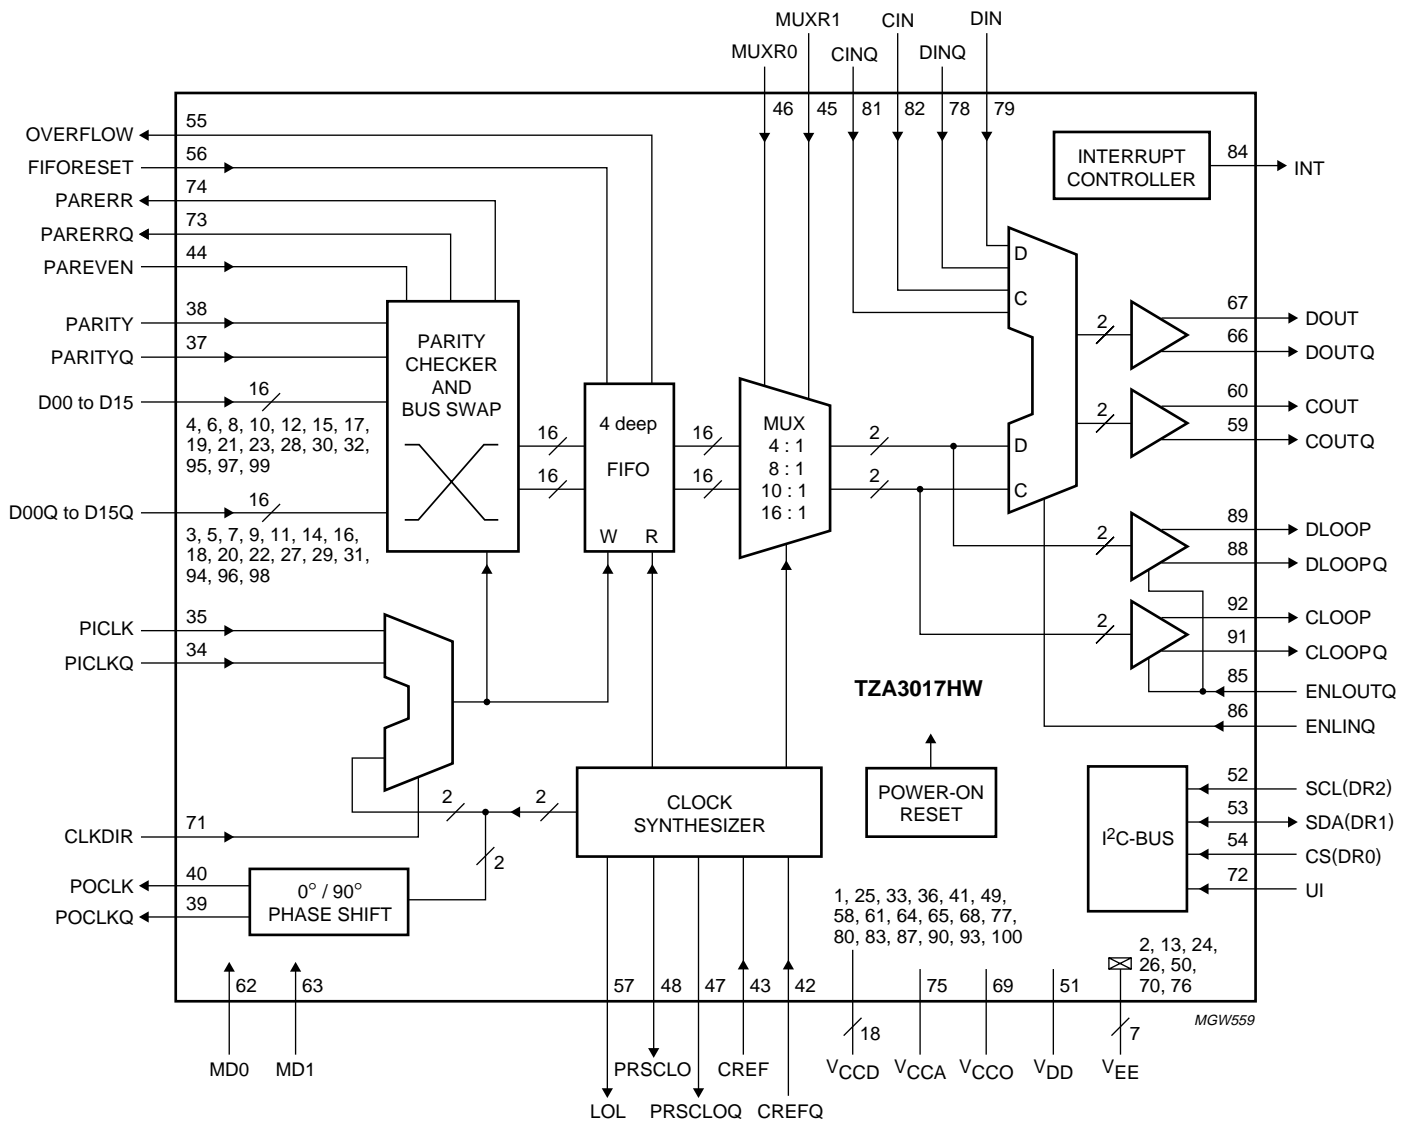 MUXR1
CIN
DIN
MUXR0
CINQ
DINQ
46
45
81
82
78
79
OVERFLOW
55
FIFORESET
56
PARERR
74
PARERRQ
73
PAREVEN
44
PARITY
38
PARITYQ
37
D00 to D15
16
4, 6, 8, 10, 12, 15, 17,
19, 21, 23, 28, 30, 32,
95, 97, 99
D00Q to D15Q
16
3, 5, 7, 9, 11, 14, 16,
18, 20, 22, 27, 29, 31,
94, 96, 98
PICLK
35
PICLKQ
34
CLKDIR
71
POCLK
40
POCLKQ
39
PARITY
CHECKER
AND
BUS SWAP
16
16
4 deep
FIFO
W
R
16
16
MUX
4 : 1
8 : 1
10 : 1
16 : 1
2
2
D
C
D
C
2
2
2
2
INTERRUPT
CONTROLLER
84
INT
67
DOUT
66
DOUTQ
60
COUT
59
COUTQ
89
DLOOP
88
DLOOPQ
92
CLOOP
91
CLOOPQ
85
ENLOUTQ
86
ENLINQ
TZA3017HW
POWER-ON
RESET
CLOCK
SYNTHESIZER
2
2
2
0° / 90°
PHASE SHIFT
I²C-BUS
52
SCL(DR2)
53
SDA(DR1)
54
CS(DR0)
72
UI
1, 25, 33, 36, 41, 49,
58, 61, 64, 65, 68, 77,
80, 83, 87, 90, 93, 100
2, 13, 24,
26, 50,
70, 76
62
63
57
48
47
43
42
75
69
51
MGW559
18
7
MD0
MD1
PRSCLO
CREF
VCCD
VCCA
VCCO
VDD
VEE
LOL
PRSCLOQ
CREFQ